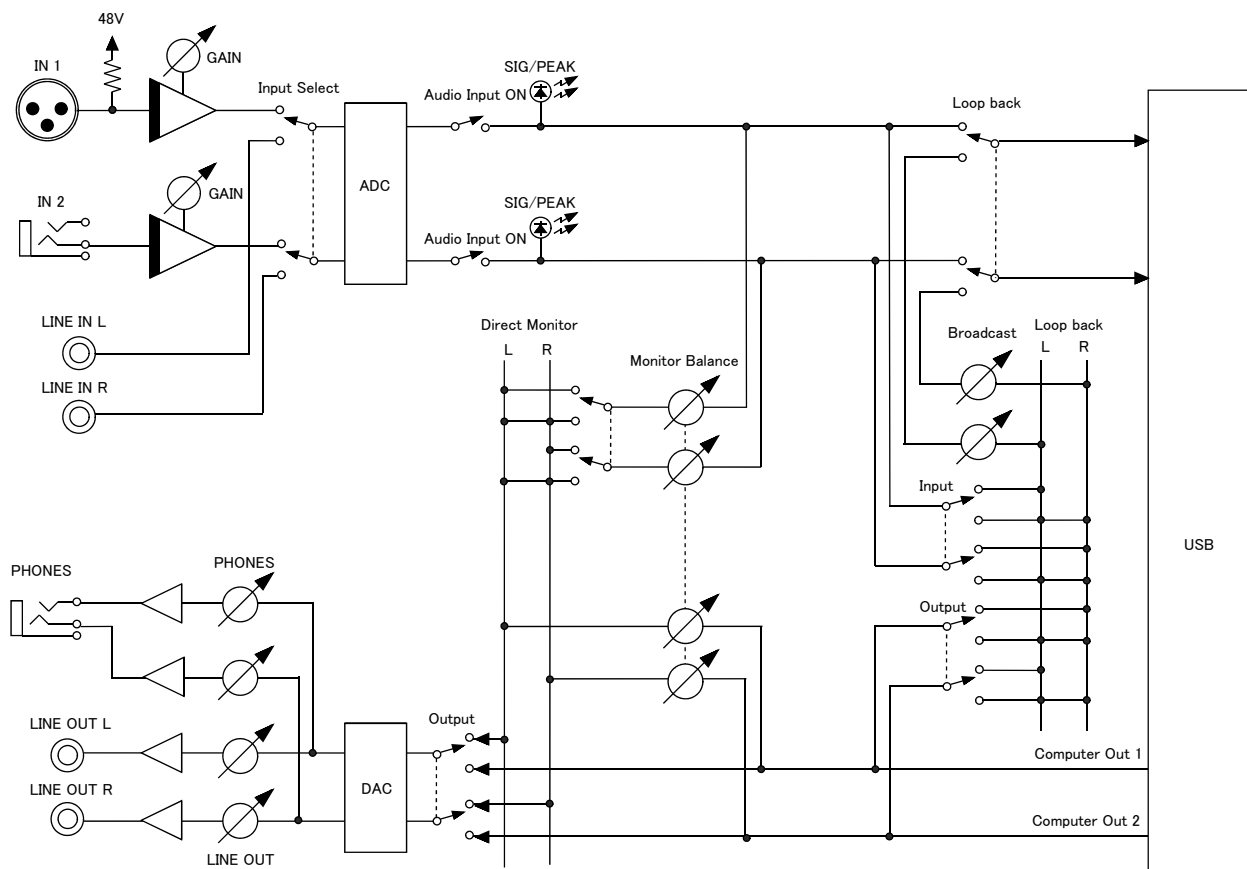 48V
IN 1
GAIN
Input Select
SIG/PEAK
Audio Input ON
Loop back
ADC
IN 2
GAIN
SIG/PEAK
Audio Input ON
LINE IN L
LINE IN R
Direct Monitor
L R
Monitor Balance
Broadcast
Loop back
L R
Input
USB
PHONES
PHONES
Output
LINE OUT L
LINE OUT R
LINE OUT
DAC
Output
Computer Out 1
Computer Out 2